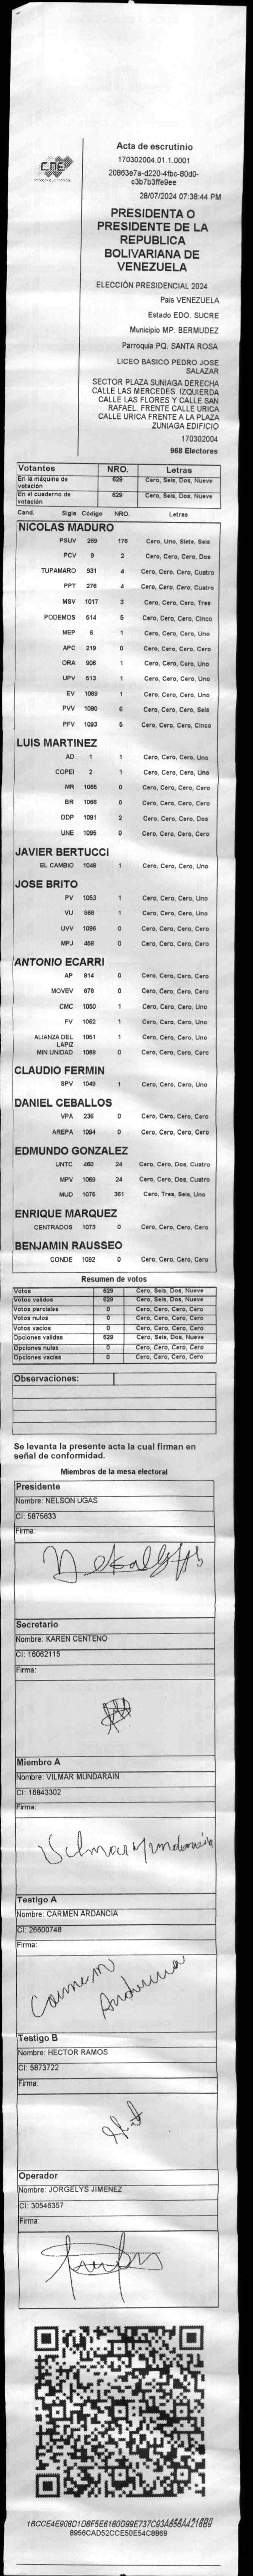 CNE
Acta de escrutinio
170302004.01.1.0001
20863e7a-d220-4fbc-80d0-
c3b7b3ffe9ee
28/07/2024 07:38:44 PM
PRESIDENTA O
PRESIDENTE DE LA
REPUBLICA
BOLIVARIANA DE
VENEZUELA
ELECCIÓN PRESIDENCIAL 2024
Pais VENEZUELA
Estado EDO. SUCRE
Municipio MP. BERMUDEZ
Parroquia PQ. SANTA ROSA
LICEO BASICO PEDRO JOSE
SALAZAR
SECTOR PLAZA SUNIAGA DERECHA
CALLE LAS MERCEDES. IZQUIERDA
CALLE LAS FLORES Y CALLE SAN
RAFAEL. FRENTE CALLE URICA
CALLE URICA FRENTE A LA PLAZA
ZUNIAGA EDIFICIO
170302004
968 Electores
Votantes NRO. Letras
En la máquina de votación 629 Cero, Seis, Dos, Nueve
En el cuaderno de votación 629 Cero, Seis, Dos, Nueve
Cand. Sigla Código NRO. Letras
NICOLAS MADURO
PSUV 269 176 Cero, Uno, Siete, Seis
PCV 9 2 Cero, Cero, Cero, Dos
TUPAMARO 931 4 Cero, Cero, Cero, Cuatro
PPT 276 4 Cero, Cero, Cero, Cuatro
MSV 1017 3 Cero, Cero, Cero, Tres
PODEMOS 514 5 Cero, Cero, Cero, Cinco
MEP 6 1 Cero, Cero, Cero, Uno
APC 219 0 Cero, Cero, Cero, Cero
ORA 906 1 Cero, Cero, Cero, Uno
UPV 513 1 Cero, Cero, Cero, Uno
EV 1089 1 Cero, Cero, Cero, Uno
PVV 1090 6 Cero, Cero, Cero, Seis
PFV 1093 5 Cero, Cero, Cero, Cinco
LUIS MARTINEZ
AD 1 1 Cero, Cero, Cero, Uno
COPEI 2 1 Cero, Cero, Cero, Uno
MR 1065 0 Cero, Cero, Cero, Cero
BR 1066 0 Cero, Cero, Cero, Cero
DDP 1091 2 Cero, Cero, Cero, Dos
UNE 1095 0 Cero, Cero, Cero, Cero
JAVIER BERTUCCI
EL CAMBIO 1048 1 Cero, Cero, Cero, Uno
JOSE BRITO
PV 1053 1 Cero, Cero, Cero, Uno
VU 868 1 Cero, Cero, Cero, Uno
UVV 1096 0 Cero, Cero, Cero, Cero
MPJ 458 0 Cero, Cero, Cero, Cero
ANTONIO ECARRI
AP 814 0 Cero, Cero, Cero, Cero
MOVEV 878 0 Cero, Cero, Cero, Cero
CMC 1050 1 Cero, Cero, Cero, Uno
FV 1062 1 Cero, Cero, Cero, Uno
ALIANZA DEL LAPIZ 1051 1 Cero, Cero, Cero, Uno
MIN UNIDAD 1068 0 Cero, Cero, Cero, Cero
CLAUDIO FERMIN
SPV 1049 1 Cero, Cero, Cero, Uno
DANIEL CEBALLOS
VPA 236 0 Cero, Cero, Cero, Cero
AREPA 1094 0 Cero, Cero, Cero, Cero
EDMUNDO GONZALEZ
UNTC 460 24 Cero, Cero, Dos, Cuatro
MPV 1069 24 Cero, Cero, Dos, Cuatro
MUD 1075 361 Cero, Tres, Seis, Uno
ENRIQUE MARQUEZ
CENTRADOS 1073 0 Cero, Cero, Cero, Cero
BENJAMIN RAUSSEO
CONDE 1092 0 Cero, Cero, Cero, Cero
Resumen de votos
Votos 629 Cero, Seis, Dos, Nueve
Votos validos 629 Cero, Seis, Dos, Nueve
Votos parciales 0 Cero, Cero, Cero, Cero
Votos nulos 0 Cero, Cero, Cero, Cero
Votos vacios 0 Cero, Cero, Cero, Cero
Opciones validas 629 Cero, Seis, Dos, Nueve
Opciones nulas 0 Cero, Cero, Cero, Cero
Opciones vacias 0 Cero, Cero, Cero, Cero
Observaciones:
Se levanta la presente acta la cual firman en
señal de conformidad.
Miembros de la mesa electoral
Presidente
Nombre: NELSON UGAS
CI: 5875633
Firma:
Secretario
Nombre: KAREN CENTENO
CI: 16062115
Firma:
Miembro A
Nombre: VILMAR MUNDARAIN
CI: 16843302
Firma:
Vilmar Mundarain
Testigo A
Nombre: CARMEN ARDANCIA
CI: 26600748
Firma:
Carmen
Testigo B
Nombre: HECTOR RAMOS
CI: 5873722
Firma:
Operador
Nombre: JORGELYS JIMENEZ
CI: 30546357
Firma:
8956CAD52CCE50E54C8869